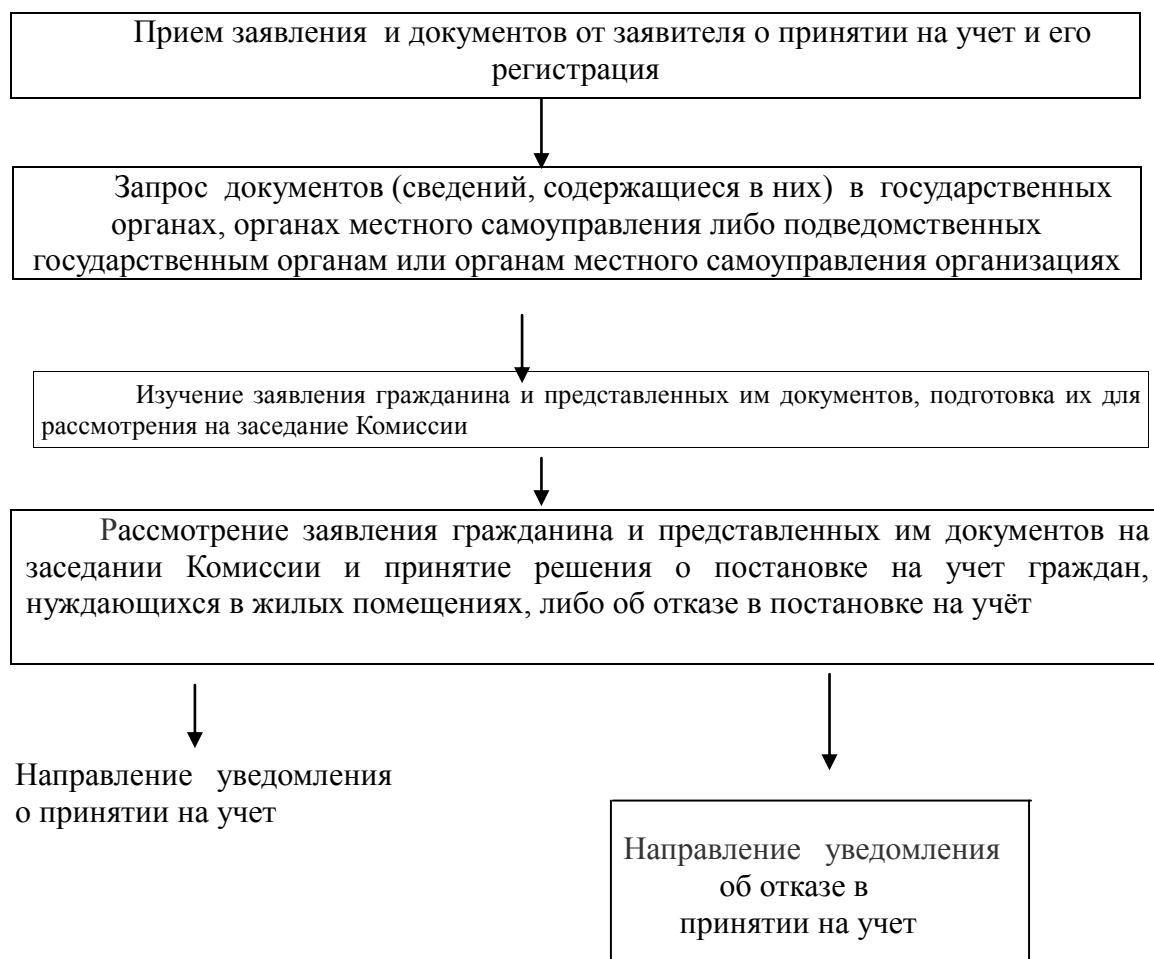 Прием заявления и документов от заявителя о принятии на учет и его
регистрация
Запрос документов (сведений, содержащиеся в них) в государственных
органах, органах местного самоуправления либо подведомственных
государственным органам или органам местного самоуправления организациях
Изучение заявления гражданина и представленных им документов, подготовка их для
рассмотрения на заседание Комиссии
Рассмотрение заявления гражданина и представленных им документов на
заседании Комиссии и принятие решения о постановке на учет граждан,
нуждающихся в жилых помещениях, либо об отказе в постановке на учёт
Направление уведомления
о принятии на учет
Направление уведомления
об отказе в
принятии на учет